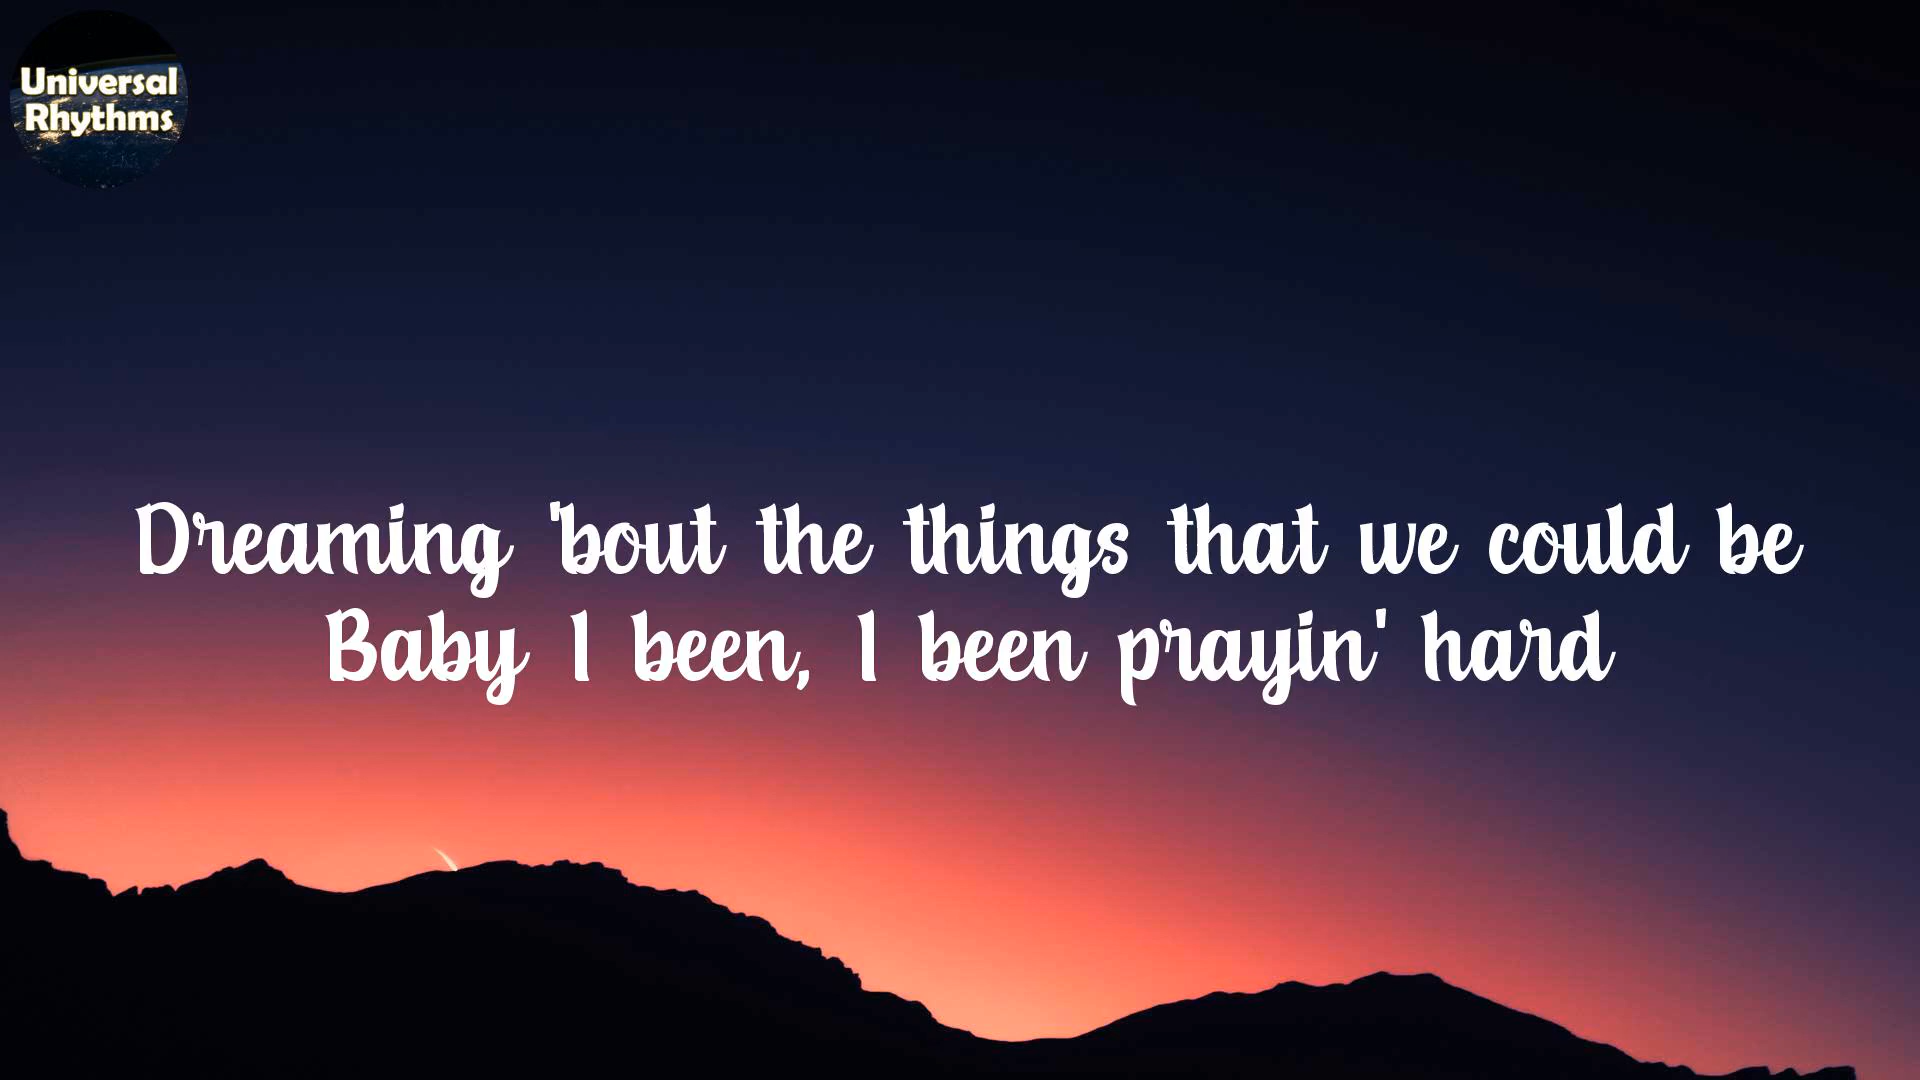 Universal
Rhythms
Dreaming 'bout the things that we could be
Baby I been, I been prayin' hard